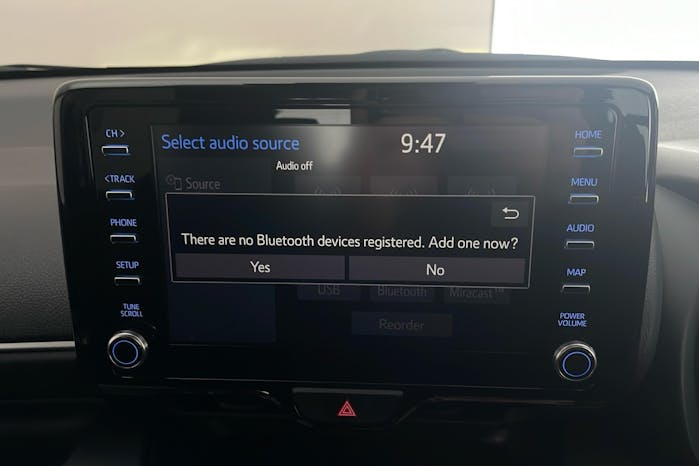 CH >
< TRACK
PHONE
SETUP
TUNE
SCROLL
Select audio source
9:47
Audio off
Source
There are no Bluetooth devices registered. Add one now?
Yes
No
USB
Bluetooth
Miracast™
Reorder
HOME
MENU
AUDIO
MAP
POWER
VOLUME